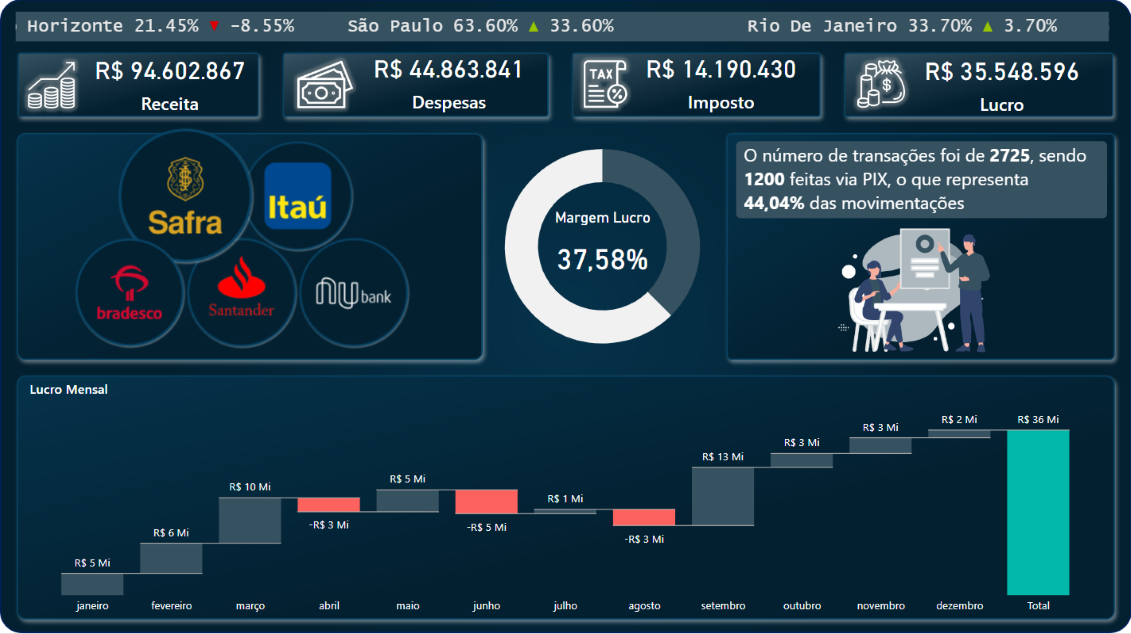 Horizonte 21.45% ▼ -8.55% São Paulo 63.60% ▲ 33.60% Rio De Janeiro 33.70% ▲ 3.70%
R$ 94.602.867
Receita
R$ 44.863.841
Despesas
TAX
R$ 14.190.430
Imposto
R$ 35.548.596
Lucro
Safra
Itaú
bradesco
Santander
nu bank
Margem Lucro
37,58%
O número de transações foi de 2725, sendo
1200 feitas via PIX, o que representa
44,04% das movimentações
Lucro Mensal
R$ 5 Mi
R$ 6 Mi
R$ 10 Mi
-R$ 3 Mi
R$ 5 Mi
-R$ 5 Mi
R$ 1 Mi
-R$ 3 Mi
R$ 13 Mi
R$ 3 Mi
R$ 3 Mi
R$ 2 Mi
R$ 36 Mi
janeiro fevereiro março abril maio junho julho agosto setembro outubro novembro dezembro Total